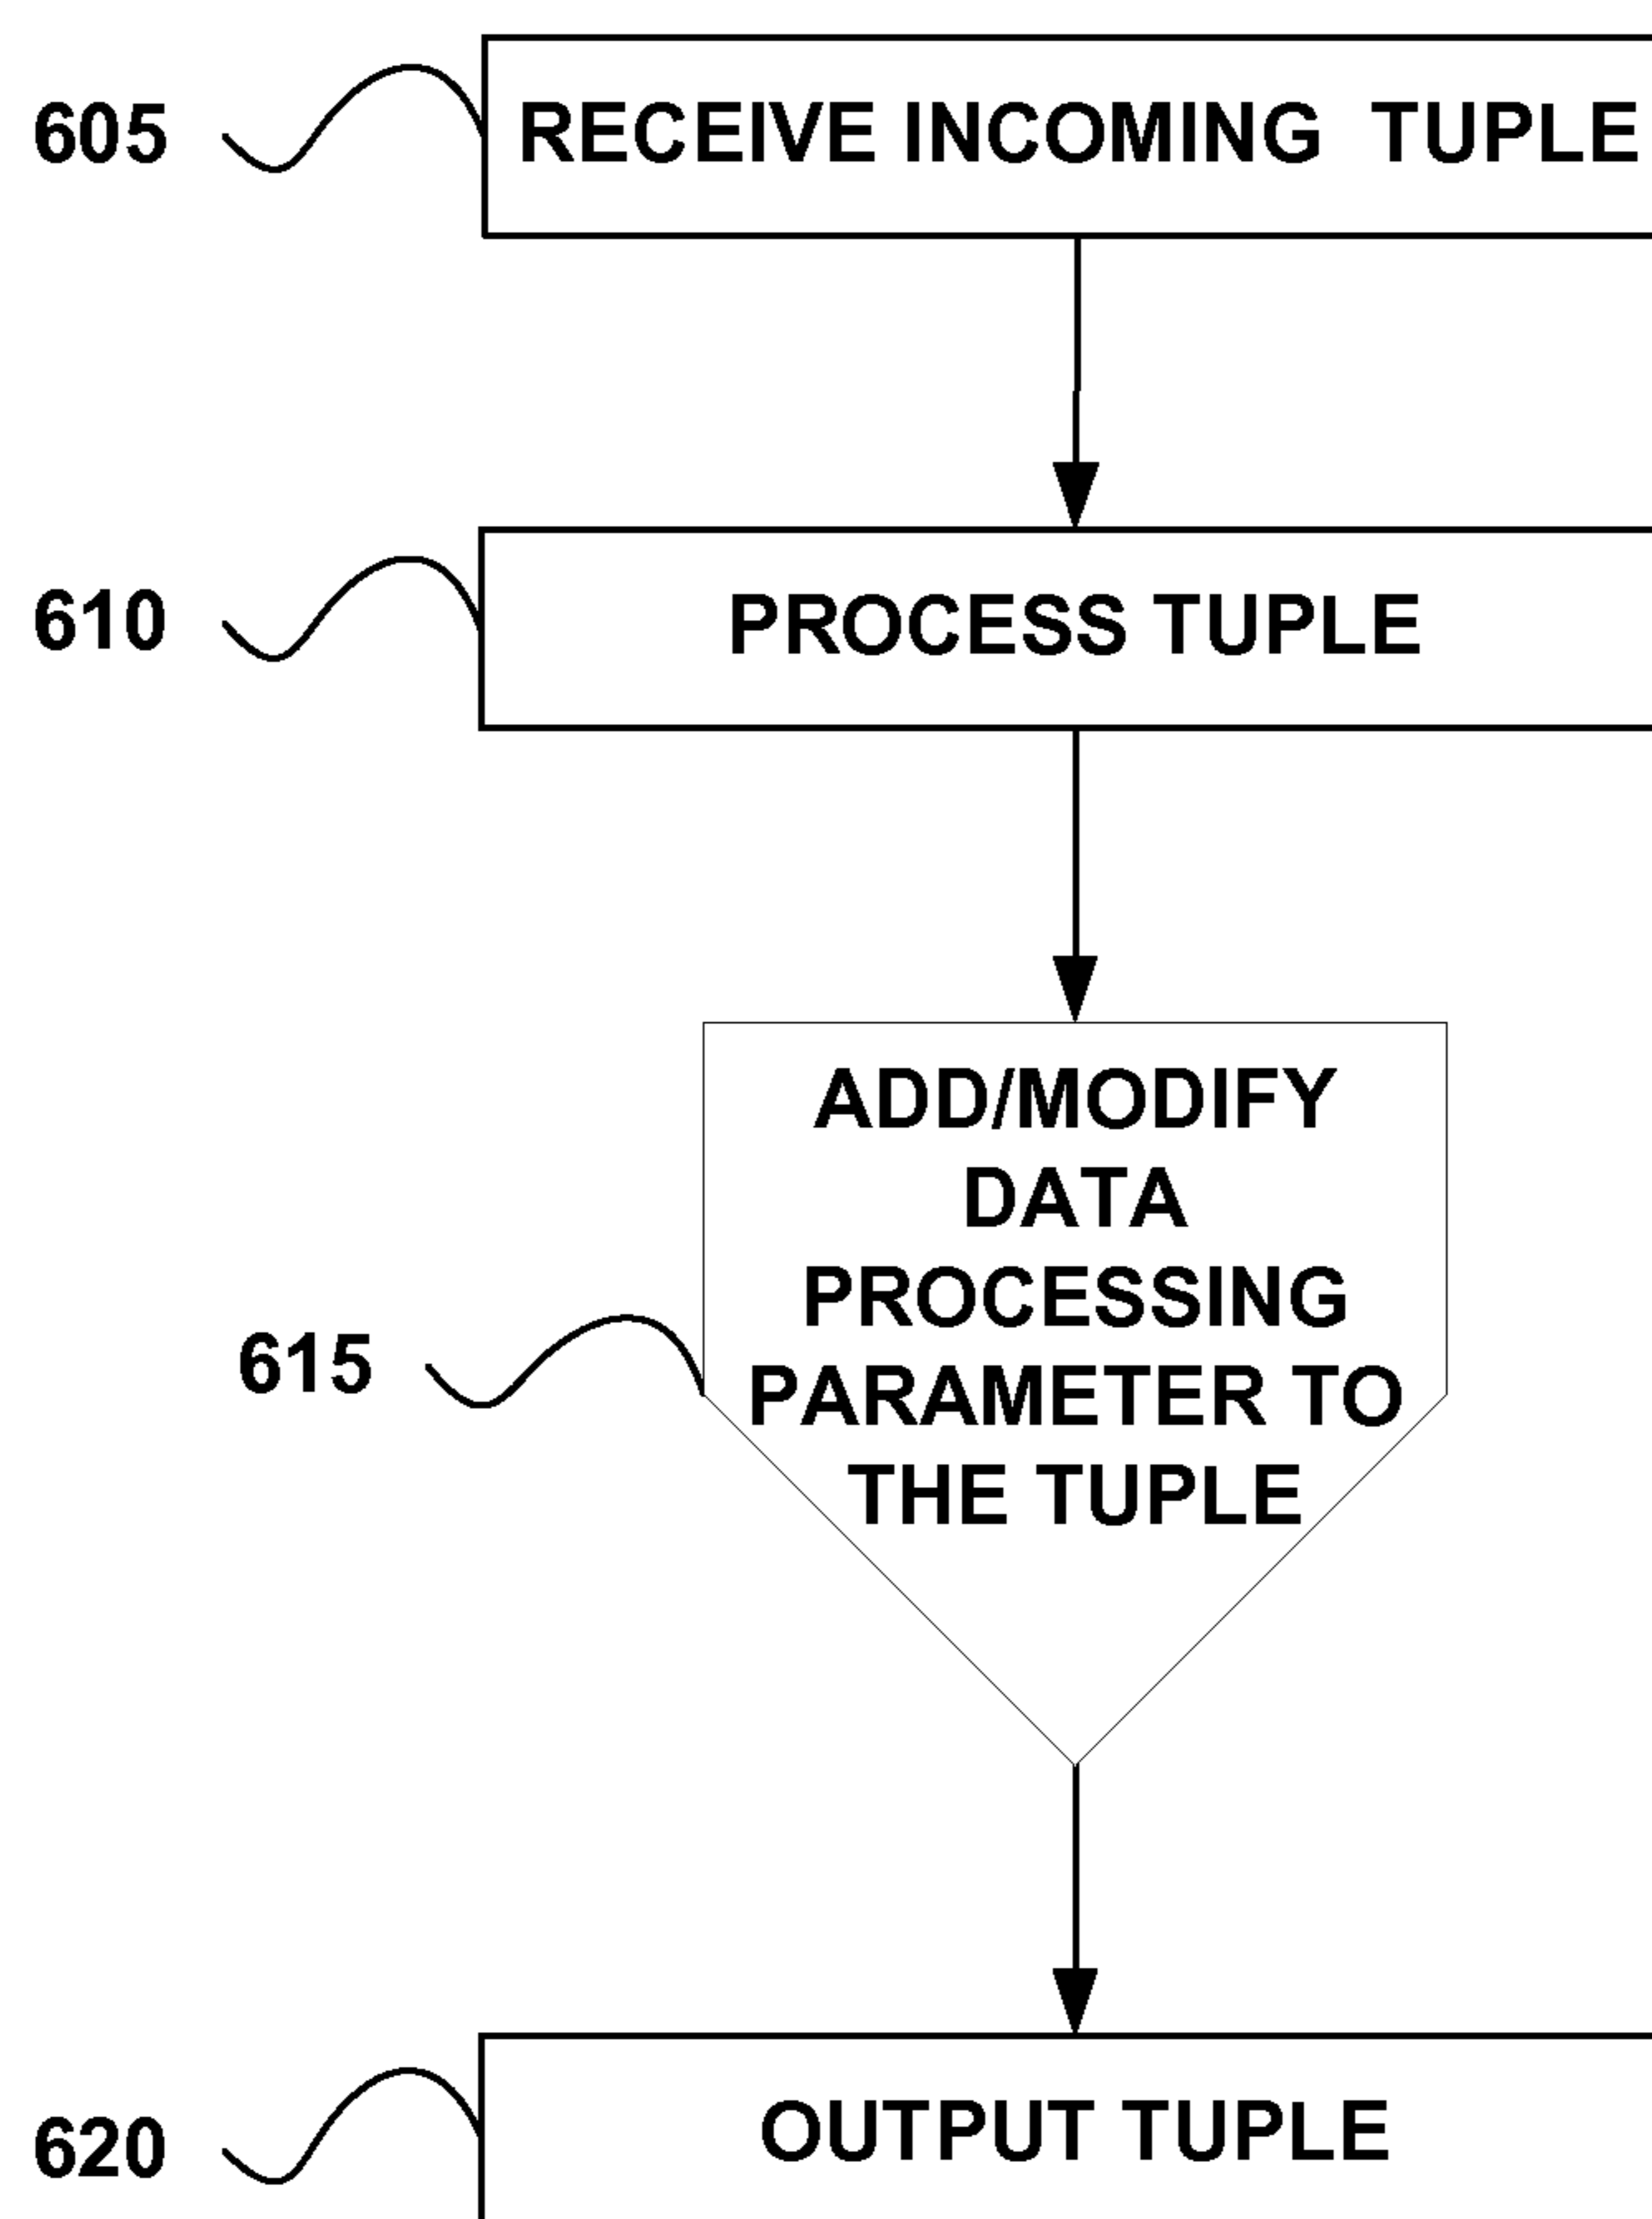 605 RECEIVE INCOMING TUPLE
610 PROCESS TUPLE
ADD/MODIFY
DATA
PROCESSING
615 PARAMETER TO
THE TUPLE
620 OUTPUT TUPLE